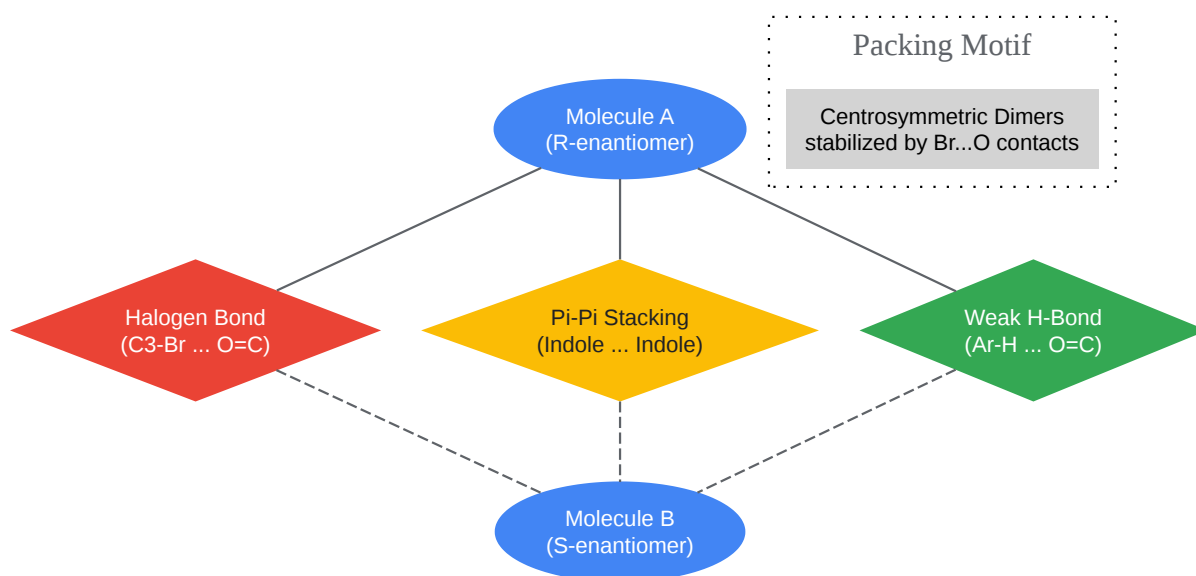 Packing Motif
Centrosymmetric Dimers
stabilized by Br...O contacts
Molecule A
(R-enantiomer)
Halogen Bond
(C3-Br ... O=C)
Pi-Pi Stacking
(Indole ... Indole)
Weak H-Bond
(Ar-H ... O=C)
Molecule B
(S-enantiomer)